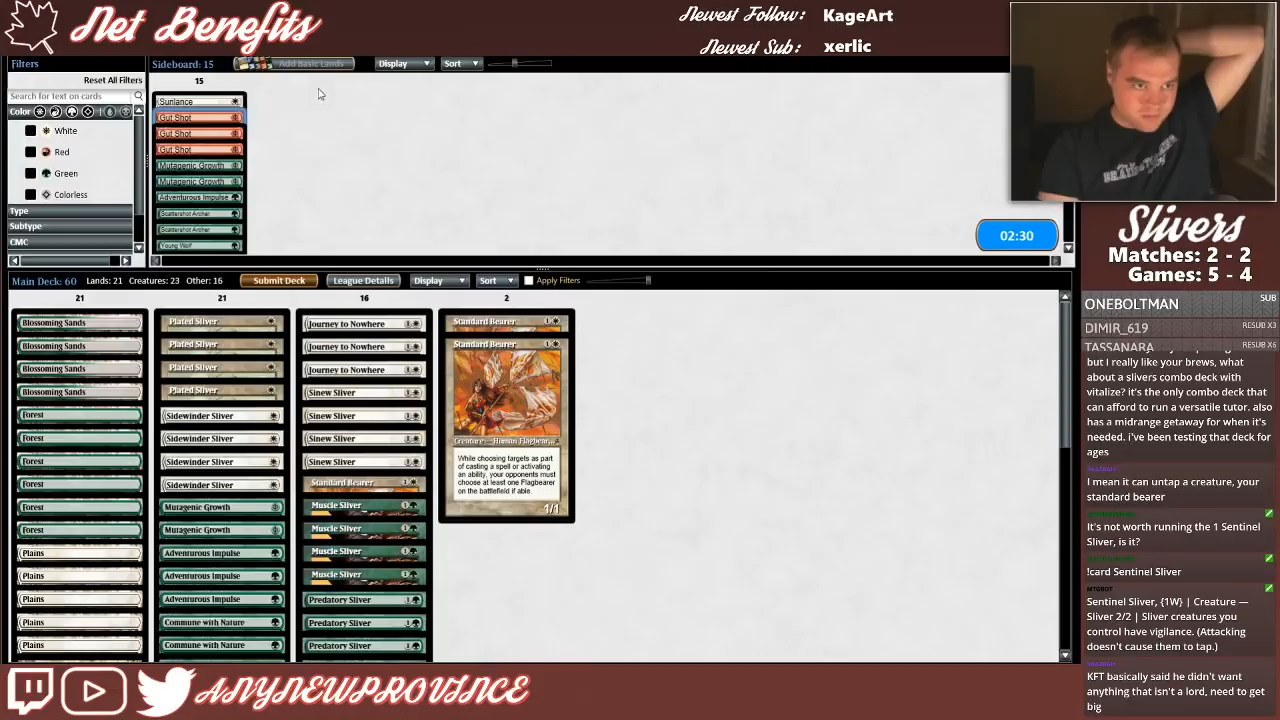 Net Benefits
Newest Follow: KageArt
Newest Sub: xerlic
Filters
Reset All Filters
Search for text on cards
Color
White
Red
Green
Colorless
Type
Subtype
CMC
Sideboard: 15
Add Basic Lands
Display
Sort
15
Sunlance
Gut Shot
Gut Shot
Gut Shot
Mutagenic Growth
Mutagenic Growth
Adventurous Impulse
Scattershot Archer
Scattershot Archer
Young Wolf
02:30
Main Deck: 60 Lands: 21 Creatures: 23 Other: 16
Submit Deck
League Details
Display
Sort
Apply Filters
21
Blossoming Sands
Blossoming Sands
Blossoming Sands
Blossoming Sands
Forest
Forest
Forest
Forest
Forest
Forest
Plains
Plains
Plains
Plains
Plains
21
Plated Sliver
Plated Sliver
Plated Sliver
Plated Sliver
Sidewinder Sliver
Sidewinder Sliver
Sidewinder Sliver
Sidewinder Sliver
Mutagenic Growth
Mutagenic Growth
Adventurous Impulse
Adventurous Impulse
Adventurous Impulse
Commune with Nature
Commune with Nature
16
Journey to Nowhere
Journey to Nowhere
Journey to Nowhere
Sinew Sliver
Sinew Sliver
Sinew Sliver
Sinew Sliver
Standard Bearer
Muscle Sliver
Muscle Sliver
Muscle Sliver
Muscle Sliver
Predatory Sliver
Predatory Sliver
Predatory Sliver
2
Standard Bearer
Standard Bearer
Creature—Human Flagbear...
While choosing targets as part
of casting a spell or activating
an ability, your opponents must
choose at least one Flagbearer
on the battlefield if able.
1/1
Slivers
Matches: 2 - 2
Games: 5 - 4
ONEBOLTMAN SUB
DIMIR_619 RESUB X3
TASSANARA RESUB X6
but I really like your brews, what
about a slivers combo deck with
vitalize? it's the only combo deck
that can afford to run a versatile tutor. also
has a midrange getaway for when it's
needed. i've been testing that deck for
ages
I mean it can untap a creature, your
standard bearer
It's not worth running the 1 Sentinel
Sliver, is it?
!card Sentinel Sliver
Sentinel Sliver, {1W} | Creature —
Sliver 2/2 | Sliver creatures you
control have vigilance. (Attacking
doesn't cause them to tap.)
KFT basically said he didn't want
anything that isn't a lord, need to get
big
ANYNEWPROVINCE